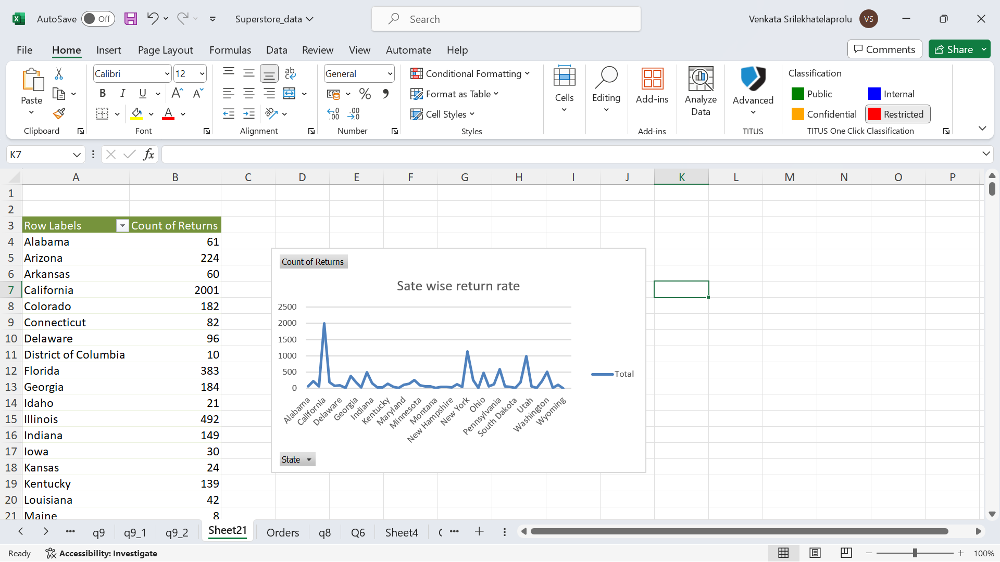 AutoSave Off Superstore_data Search Venkata Srilekhatelaprolu VS
File Home Insert Page Layout Formulas Data Review View Automate Help Comments Share
Paste
Clipboard
Calibri 12
B I U
Font
ab
Alignment
General
Number
Conditional Formatting
Format as Table
Cell Styles
Styles
Cells
Editing
Add-ins
Add-ins
Analyze
Data
Advanced
TITUS
Classification
Public Internal
Confidential Restricted
TITUS One Click Classification
K7 fx
A B C D E F G H I J K L M N O P
1
2
3 Row Labels Count of Returns
4 Alabama 61
5 Arizona 224
6 Arkansas 60
7 California 2001
8 Colorado 182
9 Connecticut 82
10 Delaware 96
11 District of Columbia 10
12 Florida 383
13 Georgia 184
14 Idaho 21
15 Illinois 492
16 Indiana 149
17 Iowa 30
18 Kansas 24
19 Kentucky 139
20 Louisiana 42
21 Maine 8
Count of Returns
Sate wise return rate
2500
2000
1500
1000
500
0
Total
Alabama California Delaware Georgia Indiana Kentucky Maryland Minnesota Montana New Hampshire New York Ohio Pennsylvania South Dakota Utah Washington Wyoming
State
q9 q9_1 q9_2 Sheet21 Orders q8 Q6 Sheet4
Ready Accessibility: Investigate 100%